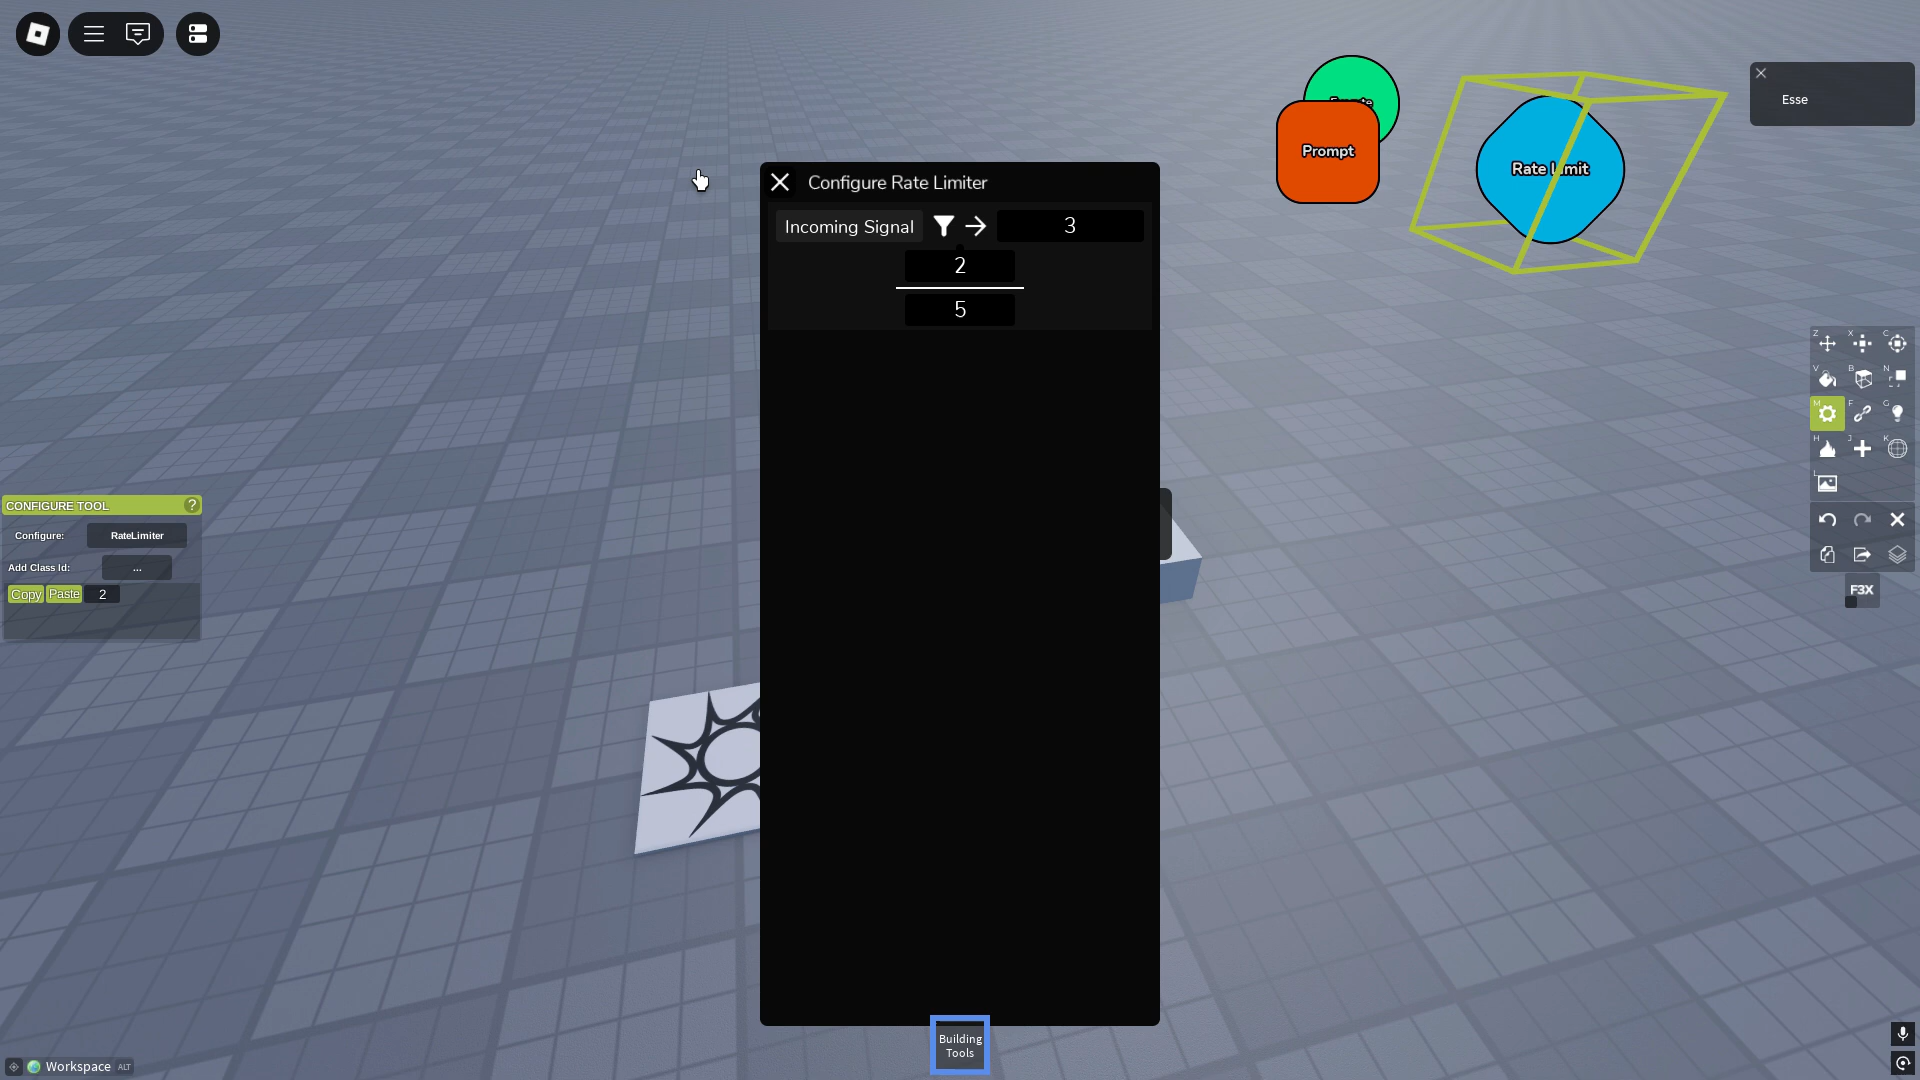 Esse
Prompt
Rate Limit
Configure Rate Limiter
Incoming Signal
3
2
5
Z
X
C
V
B
N
M
F
G
H
J
K
L
F3X
CONFIGURE TOOL
?
Configure:
RateLimiter
Add Class Id:
...
Copy
Paste
2
Building
Tools
Workspace
ALT